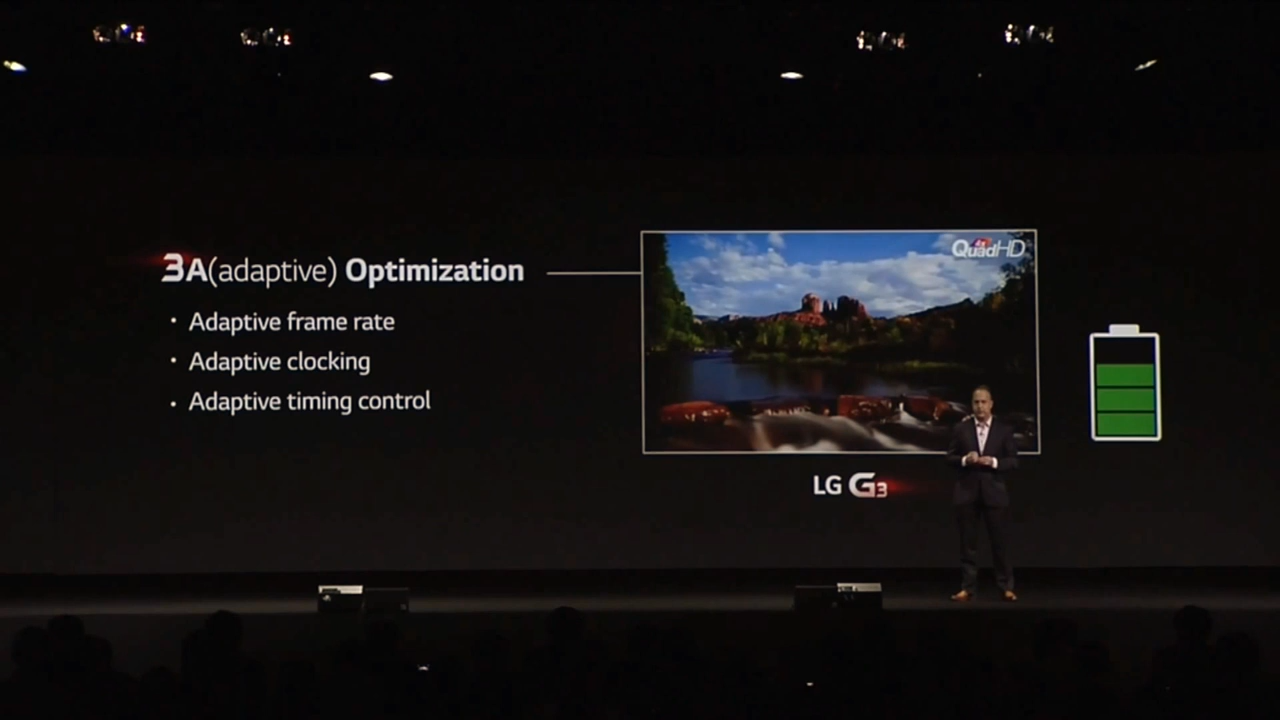 3A(adaptive) Optimization
· Adaptive frame rate
· Adaptive clocking
· Adaptive timing control
QuadHD
LG G3